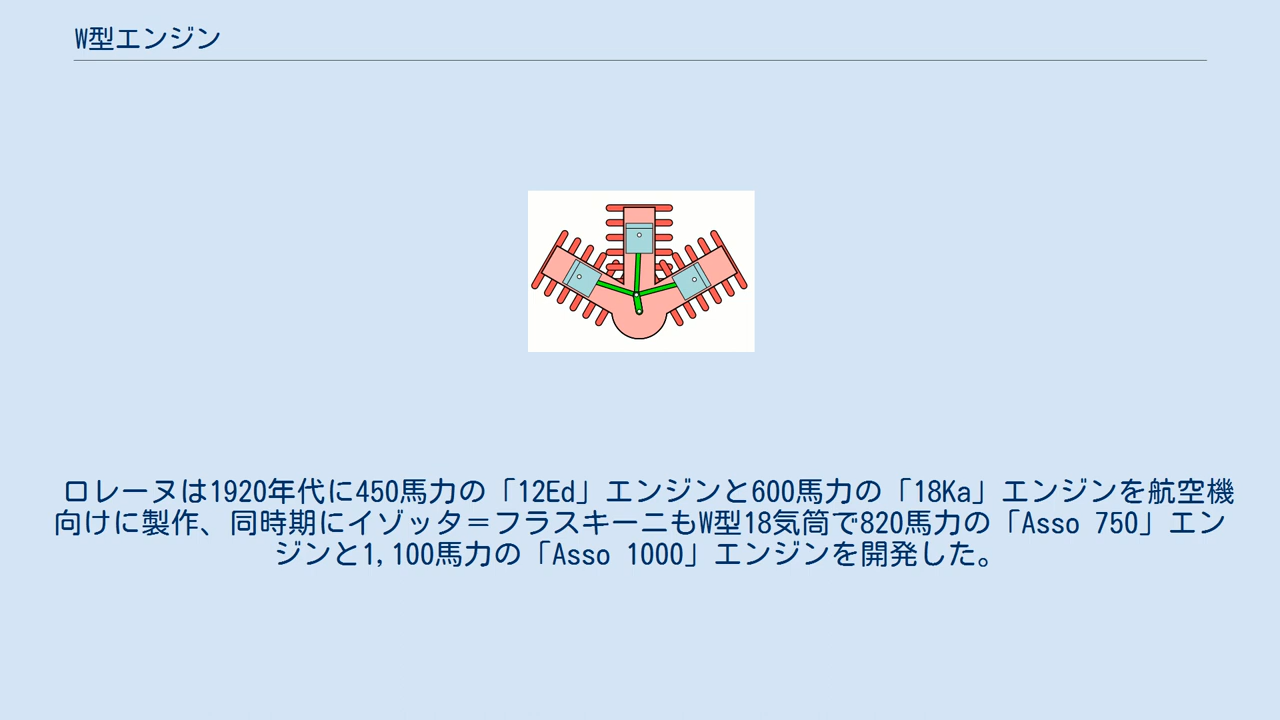 W型エンジン
ロレーヌは1920年代に450馬力の「12Ed」エンジンと600馬力の「18Ka」エンジンを航空機
向けに製作、同時期にイゾッタ＝フラスキーニもW型18気筒で820馬力の「Asso 750」エン
ジンと1,100馬力の「Asso 1000」エンジンを開発した。